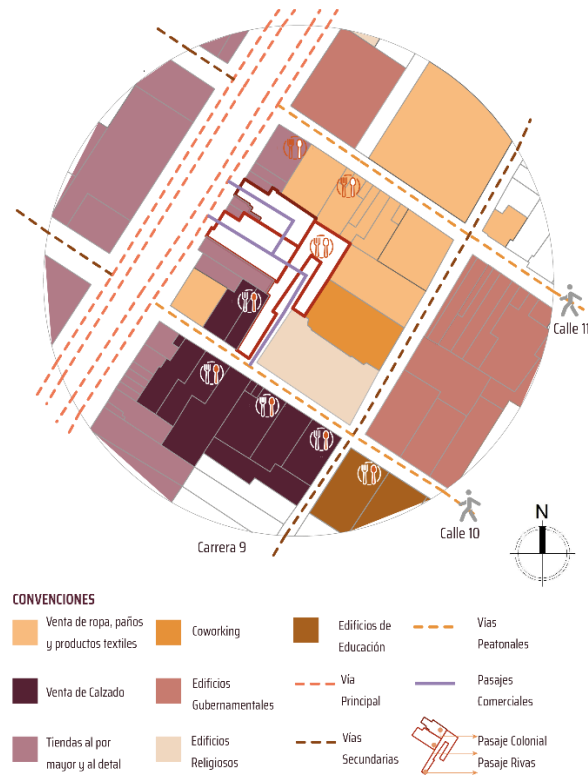 Calle 11
Calle 10
Carrera 9
N
CONVENCIONES
Venta de ropa, paños
y productos textiles
Coworking
Edificios de
Educación
Vias
Peatonales
Venta de Calzado
Edificios
Gubernamentales
Vía
Principal
Pasajes
Comerciales
Tiendas al por
mayor y al detal
Edificios
Religiosos
Vías
Secundarias
Pasaje Colonial
Pasaje Rivas